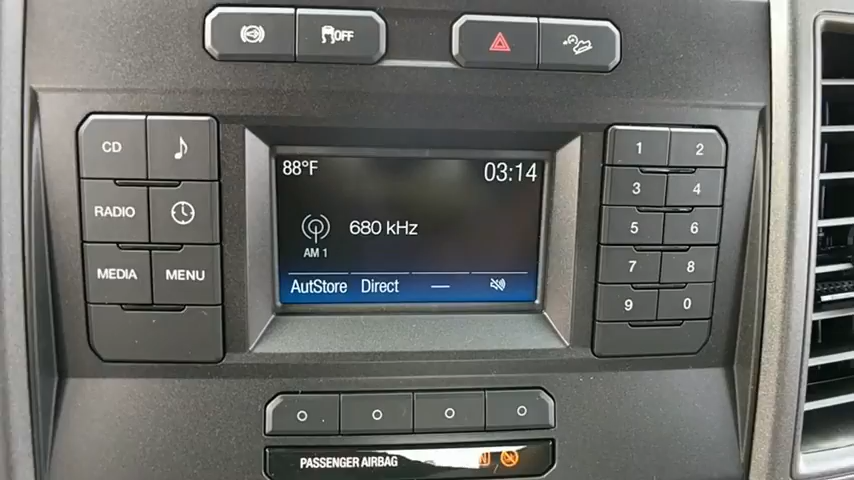 OFF
CD
RADIO
MEDIA MENU
88°F 03:14
680 kHz
AM 1
AutStore Direct —
1 2
3 4
5 6
7 8
9 0
PASSENGER AIRBAG